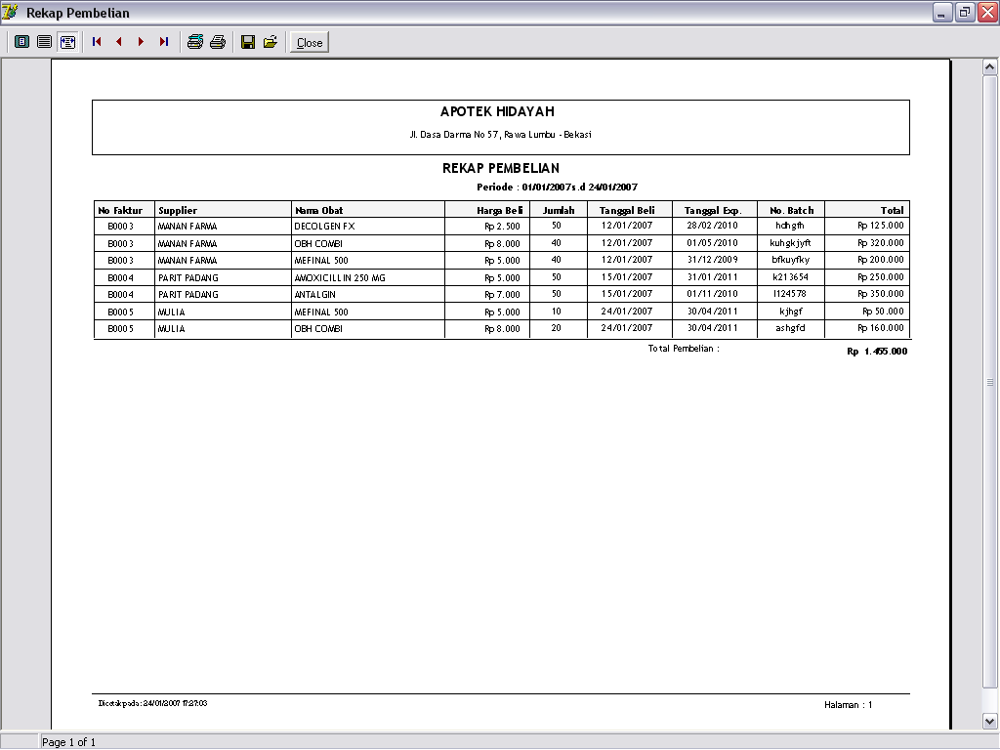 Rekap Pembelian
Close
APOTEK HIDAYAH
Jl. Dasa Darma No 57, Rawa Lumbu - Bekasi
REKAP PEMBELIAN
Periode : 01/01/2007s.d 24/01/2007
No Faktur Supplier Nama Obat Harga Beli Jumlah Tanggal Beli Tanggal Exp. No. Batch Total
B0003 MANAN FARMA DECOLGEN FX Rp 2.500 50 12/01/2007 28/02/2010 hdhgfh Rp 125.000
B0003 MANAN FARMA OBH COMBI Rp 8.000 40 12/01/2007 01/05/2010 kuhgkjyft Rp 320.000
B0003 MANAN FARMA MEFINAL 500 Rp 5.000 40 12/01/2007 31/12/2009 bfkuyfky Rp 200.000
B0004 PARIT PADANG AMOXICILLIN 250 MG Rp 5.000 50 15/01/2007 31/01/2011 k213654 Rp 250.000
B0004 PARIT PADANG ANTALGIN Rp 7.000 50 15/01/2007 01/11/2010 l124578 Rp 350.000
B0005 MULIA MEFINAL 500 Rp 5.000 10 24/01/2007 30/04/2011 kjhgf Rp 50.000
B0005 MULIA OBH COMBI Rp 8.000 20 24/01/2007 30/04/2011 ashgfd Rp 160.000
Total Pembelian : Rp 1.455.000
Dicetak pada : 24/01/2007 17:27:03 Halaman : 1
Page 1 of 1